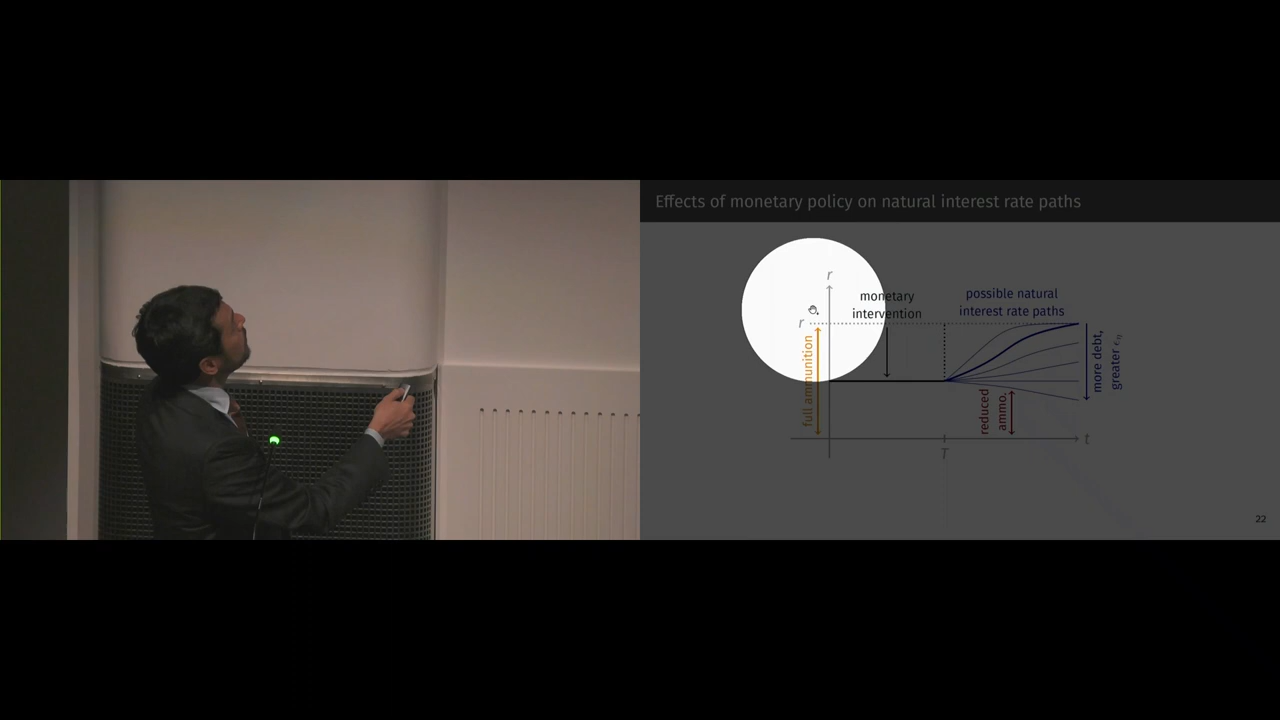 Effects of monetary policy on natural interest rate paths
r
monetary
intervention
possible natural
interest rate paths
r
full ammunition
more debt,
greater ϵη
reduced
ammo.
t
T
22